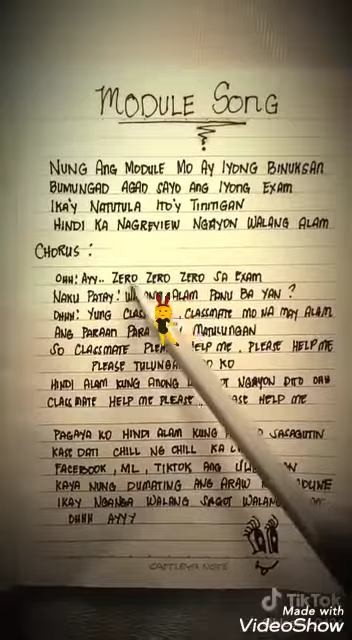 MODULE SONG
NUNG ANG MODULE MO AY IYONG BINUKSAN
BUMUNGAD AGAD SAYO ANG IYONG EXAM
IKA'Y NATUTULA ITO'Y TINITIGAN
HINDI KA NAGREVIEW NGAYON WALANG ALAM
CHORUS:
OHH! AYY.. ZERO ZERO ZERO SA EXAM
NAKU PATAY! ALAM PANU BA YAN?
OHHH! YUNG CLASSMATE MO NA MAY ALAM
ANG PARAAN PARA MATULUNGAN
SO CLASSMATE HELP ME, PLEASE HELP ME
PLEASE KO
HINDI ALAM KUNG ANONG NGAYON DITO OHH
CLASSMATE HELP ME PLEASE HELP ME
PAGAYA KO HINDI ALAM KUNG SASAGUTIN
KASE DATI CHILL NG CHILL KA
FACEBOOK, ML, TIKTOK ANG
KAYA NUNG DUMATING ANG ARAW
IKAY NGANGA WALANG SAGOT
OHHH AYYY
CATTLEYA NOTE
TikTok
Made with
VideoShow